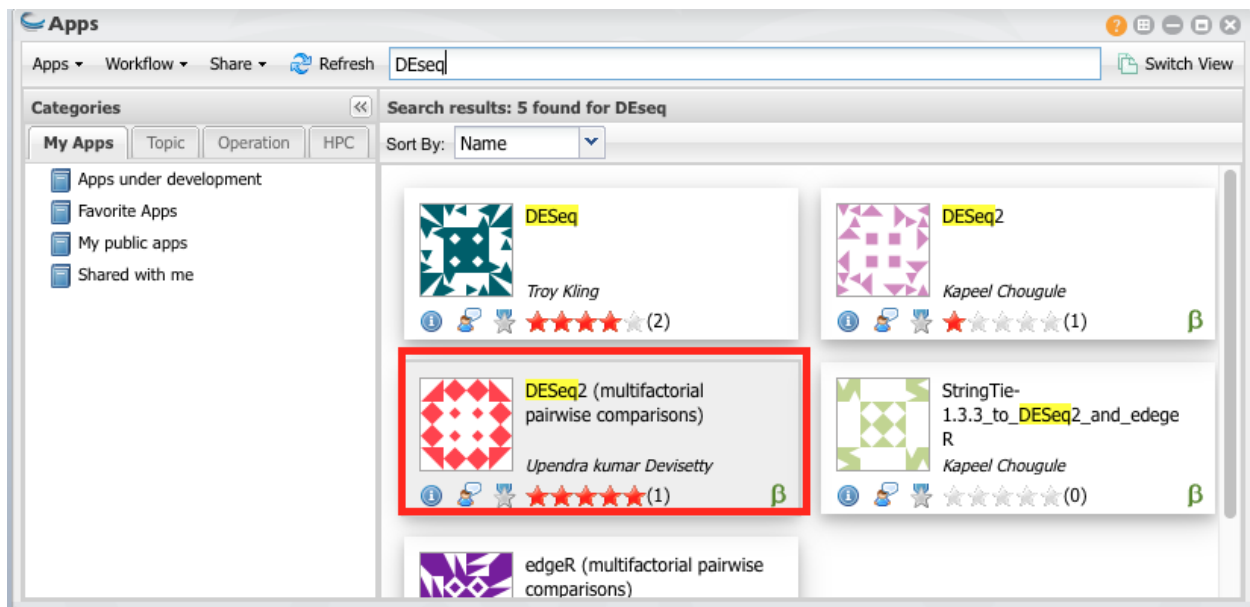 Apps
Apps Workflow Share Refresh DEseq Switch View
Categories
My Apps Topic Operation HPC
Apps under development
Favorite Apps
My public apps
Shared with me
Search results: 5 found for DEseq
Sort By: Name
DESeq
Troy Kling
(2)
DESeq2
Kapeel Chougule
(1) β
DESeq2 (multifactorial
pairwise comparisons)
Upendra kumar Devisetty
(1) β
StringTie-
1.3.3_to_DESeq2_and_edege
R
Kapeel Chougule
(0) β
edgeR (multifactorial pairwise
comparisons)